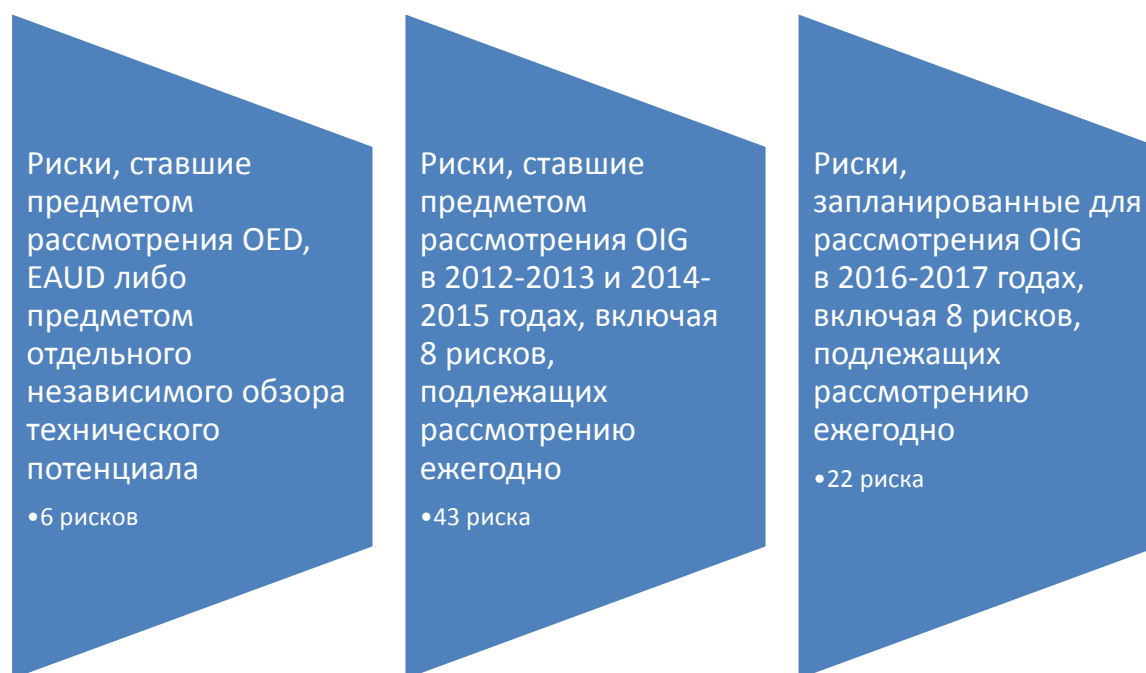 Риски, ставшие
предметом
рассмотрения OED,
EAUD либо
предметом
отдельного
независимого обзора
технического
потенциала
•6 рисков
Риски, ставшие
предметом
рассмотрения OIG
в 2012-2013 и 2014-
2015 годах, включая
8 рисков,
подлежащих
рассмотрению
ежегодно
•43 риска
Риски,
запланированные для
рассмотрения OIG
в 2016-2017 годах,
включая 8 рисков,
подлежащих
рассмотрению
ежегодно
•22 риска